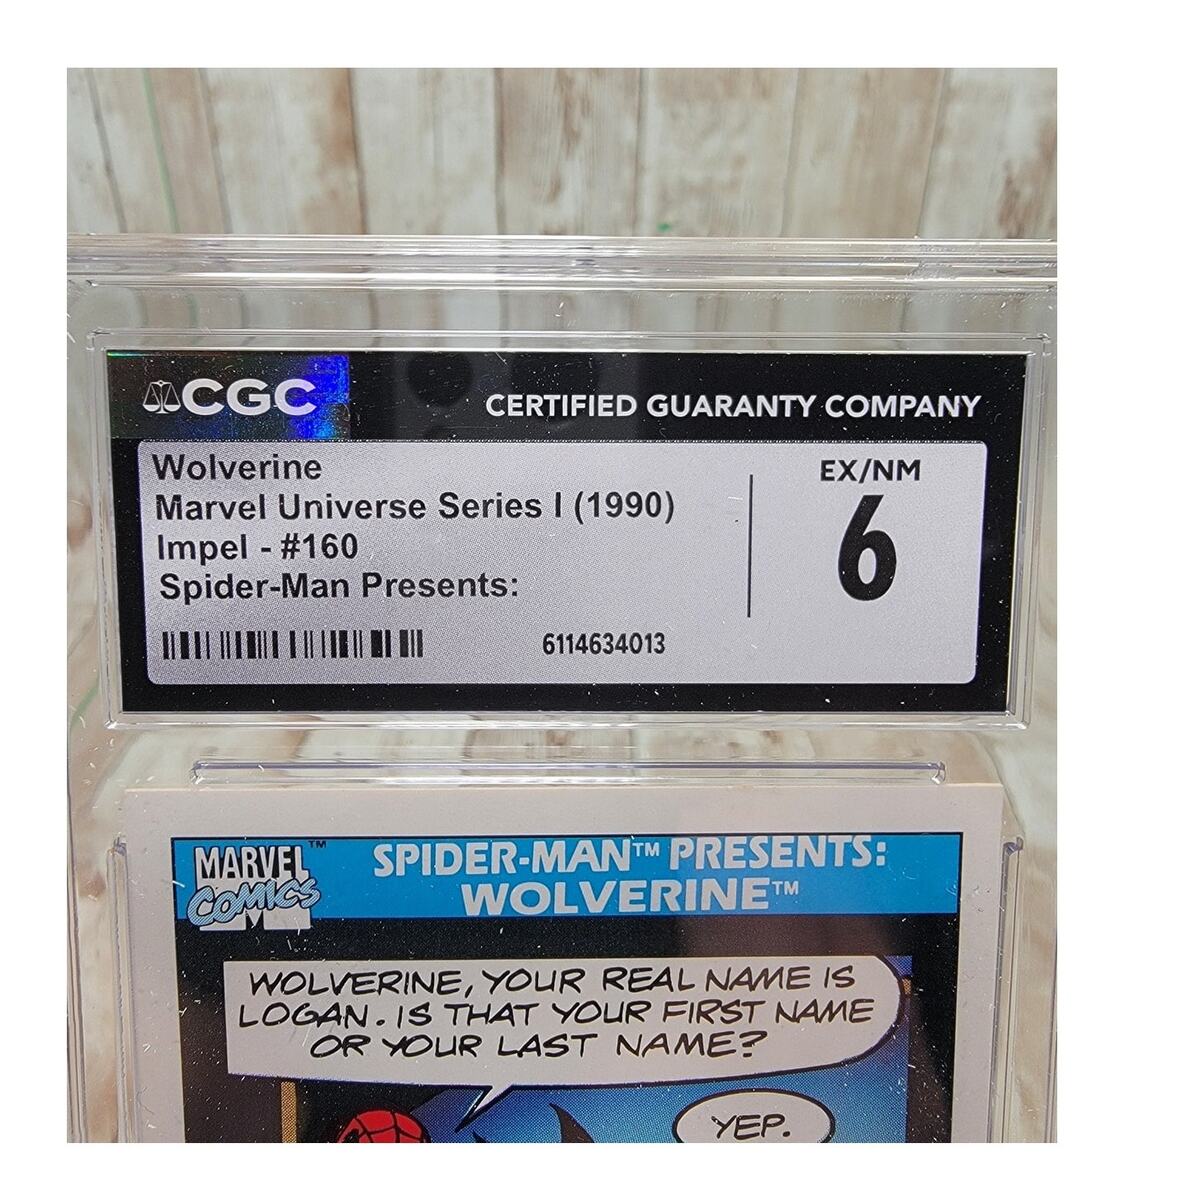 CGC
CERTIFIED GUARANTY COMPANY
Wolverine
Marvel Universe Series I (1990)
Impel - #160
Spider-Man Presents:
6114634013
EX/NM
6
MARVEL™
COMICS
SPIDER-MAN™ PRESENTS:
WOLVERINE™
WOLVERINE, YOUR REAL NAME IS
LOGAN. IS THAT YOUR FIRST NAME
OR YOUR LAST NAME?
YEP.